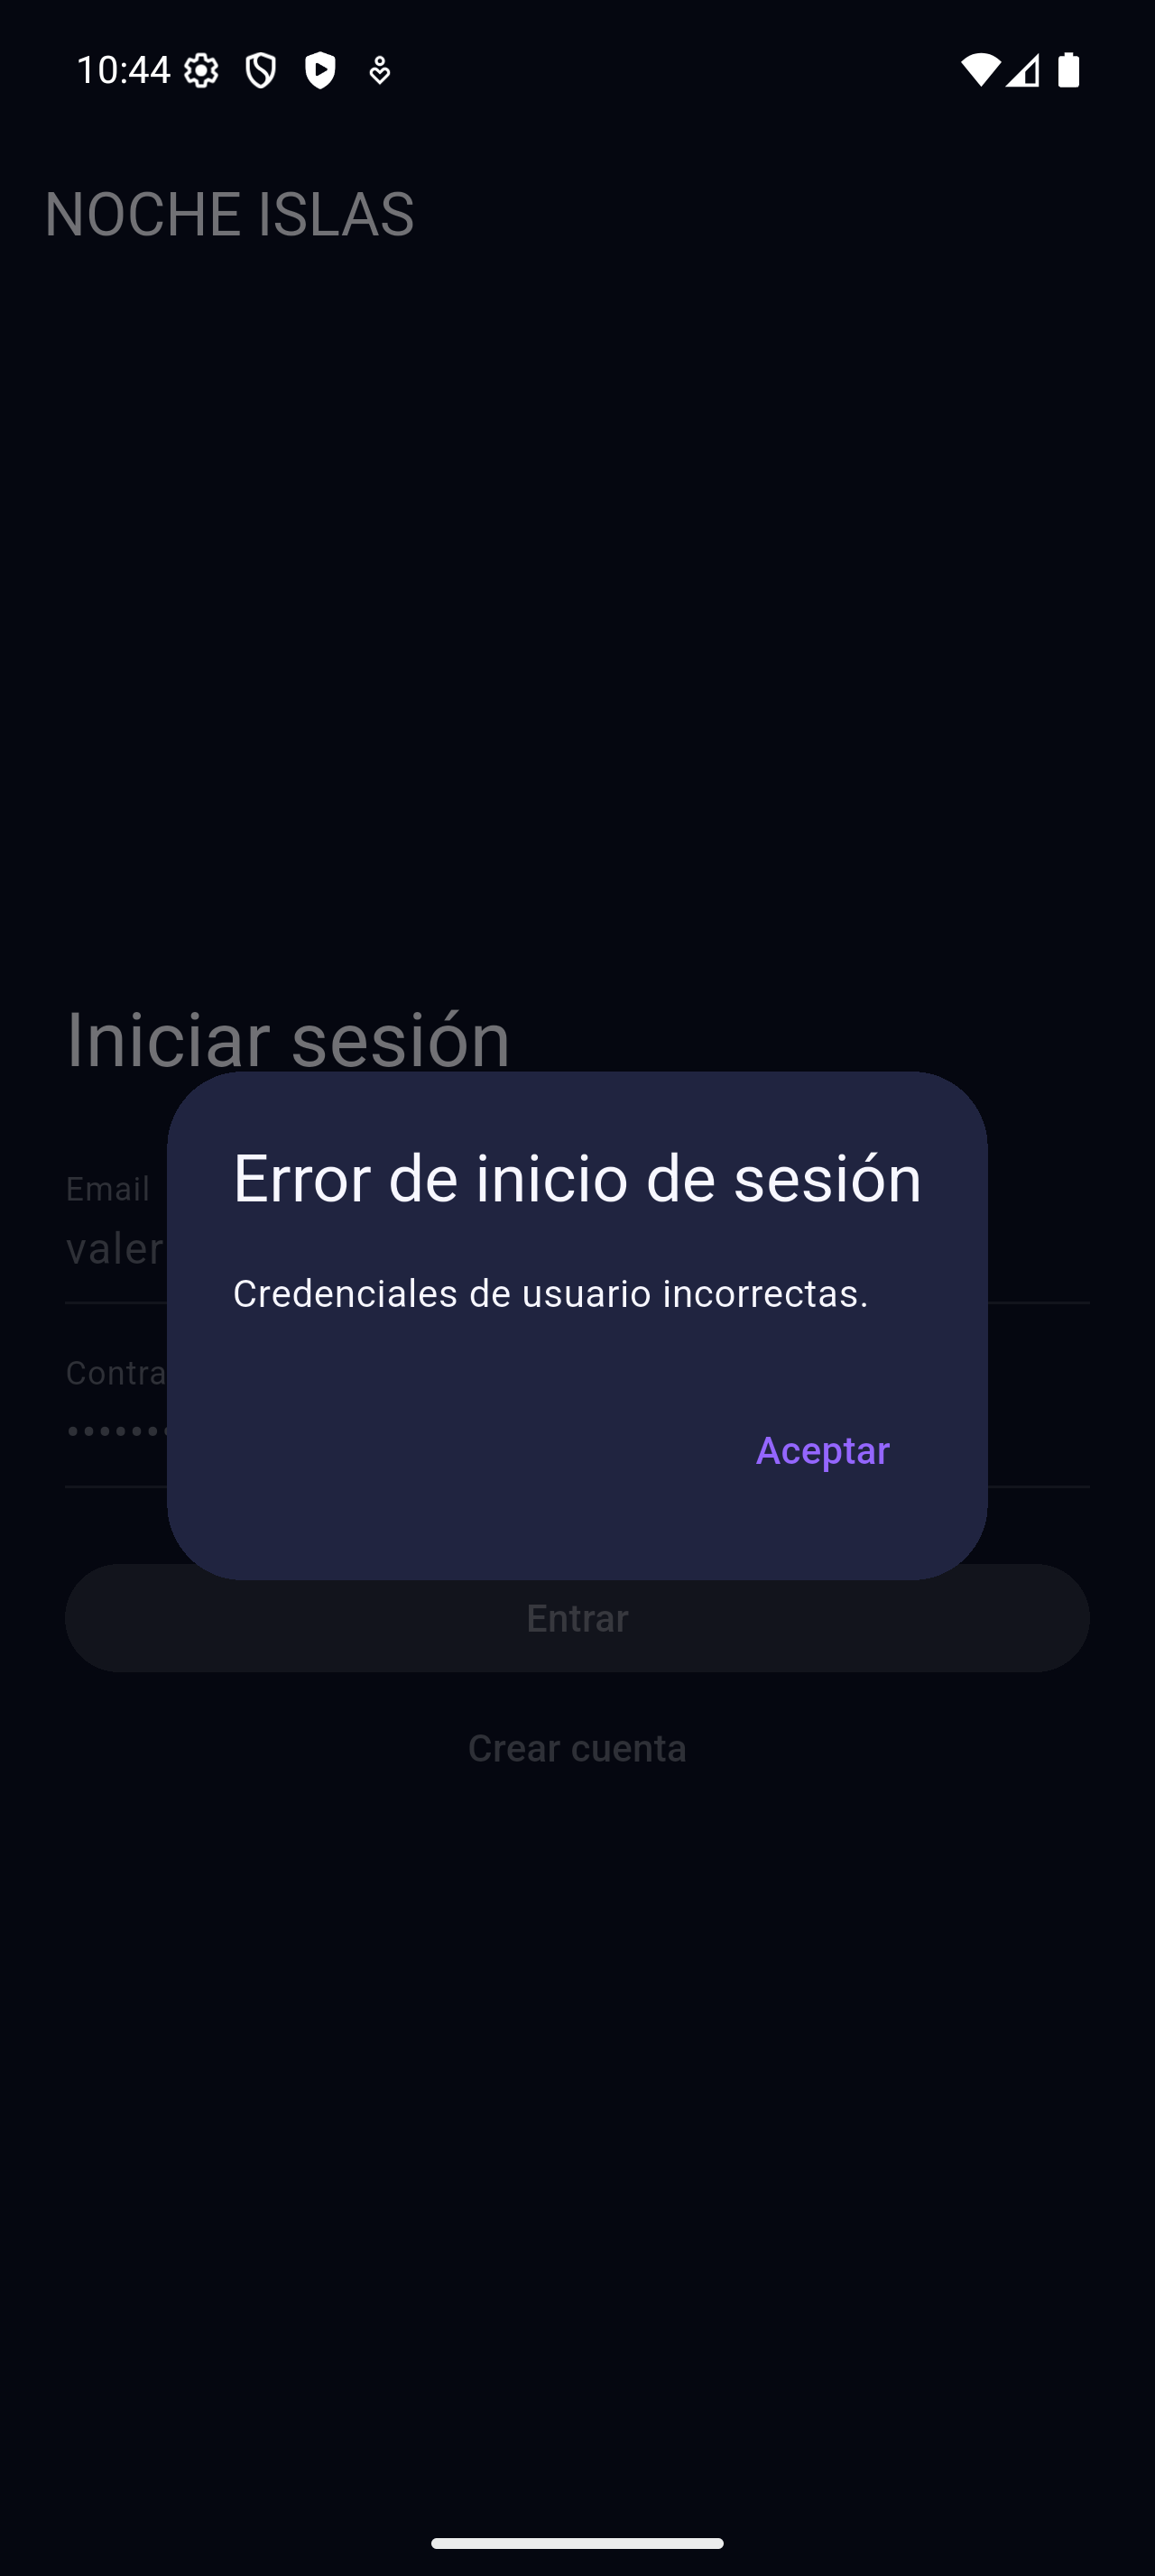 10:44
NOCHE ISLAS
Iniciar sesión
Error de inicio de sesión
Email
valer
Credenciales de usuario incorrectas.
Contra
Aceptar
Entrar
Crear cuenta